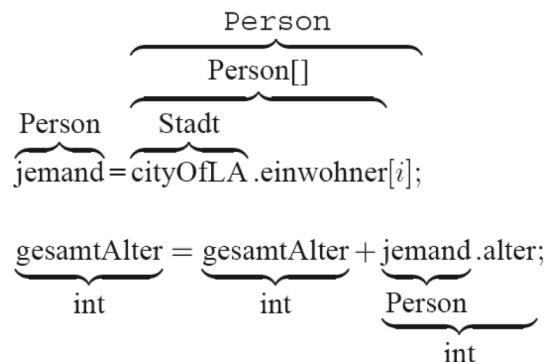 Person
Person[]
Person Stadt
jemand = cityOfLA.einwohner[i];
gesamtAlter = gesamtAlter + jemand.alter;
int int Person
int